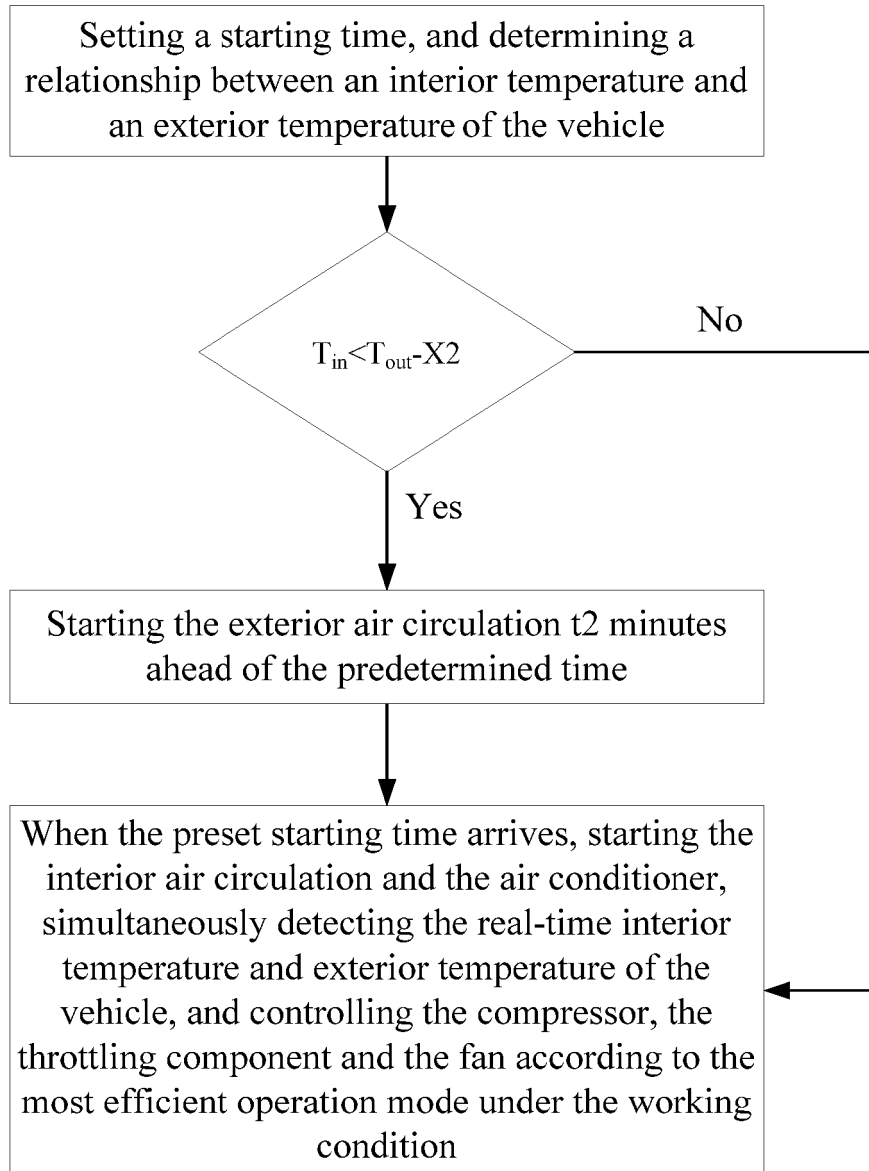 Setting a starting time, and determining a
relationship between an interior temperature and
an exterior temperature of the vehicle
T_in<T_out-X2
No
Yes
Starting the exterior air circulation t2 minutes
ahead of the predetermined time
When the preset starting time arrives, starting the
interior air circulation and the air conditioner,
simultaneously detecting the real-time interior
temperature and exterior temperature of the
vehicle, and controlling the compressor, the
throttling component and the fan according to the
most efficient operation mode under the working
condition